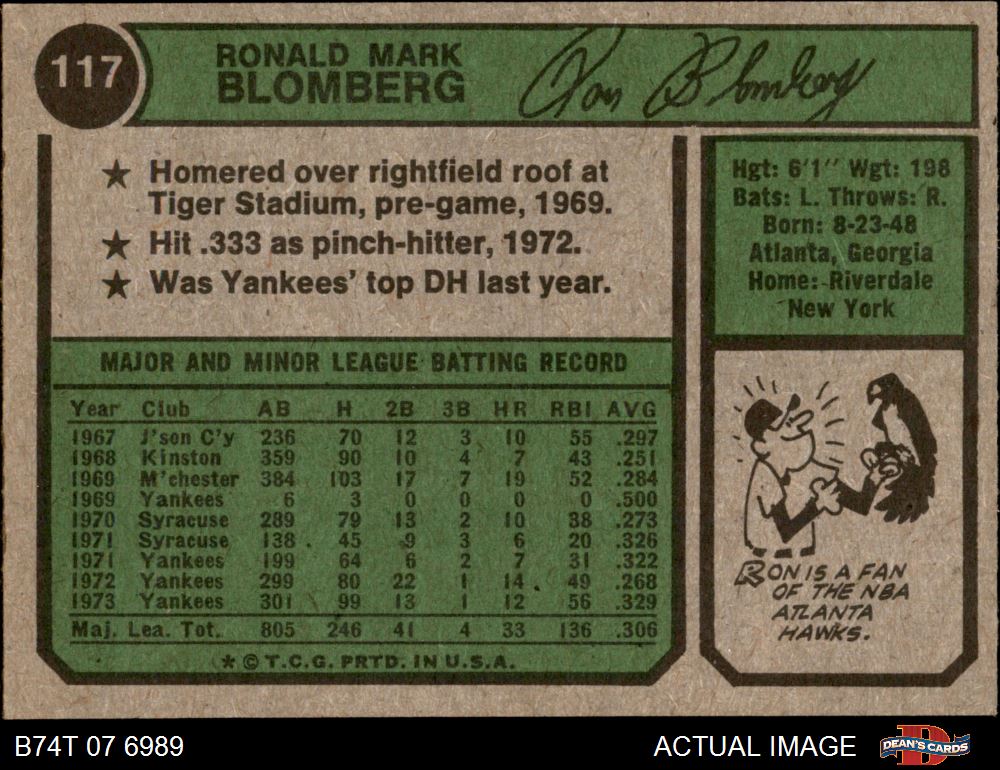 117
RONALD MARK
BLOMBERG
Ron Blomberg
★ Homered over rightfield roof at
Tiger Stadium, pre-game, 1969.
★ Hit .333 as pinch-hitter, 1972.
★ Was Yankees' top DH last year.
Hgt: 6'1" Wgt: 198
Bats: L. Throws: R.
Born: 8-23-48
Atlanta, Georgia
Home: Riverdale
New York
MAJOR AND MINOR LEAGUE BATTING RECORD
Year Club AB H 2B 3B HR RBI AVG
1967 J'son C'y 236 70 12 3 10 55 .297
1968 Kinston 359 90 10 4 7 43 .251
1969 M'chester 384 103 17 7 19 52 .284
1969 Yankees 6 3 0 0 0 0 .500
1970 Syracuse 289 79 13 2 10 38 .273
1971 Syracuse 138 45 9 3 6 20 .326
1971 Yankees 199 64 6 2 7 31 .322
1972 Yankees 299 80 22 1 14 49 .268
1973 Yankees 301 99 13 1 12 56 .329
Maj. Lea. Tot. 805 246 41 4 33 136 .306
* © T.C.G. PRTD. IN U.S.A.
RON IS A FAN
OF THE NBA
ATLANTA
HAWKS.
B74T 07 6989
ACTUAL IMAGE
D
DEAN'S CARDS